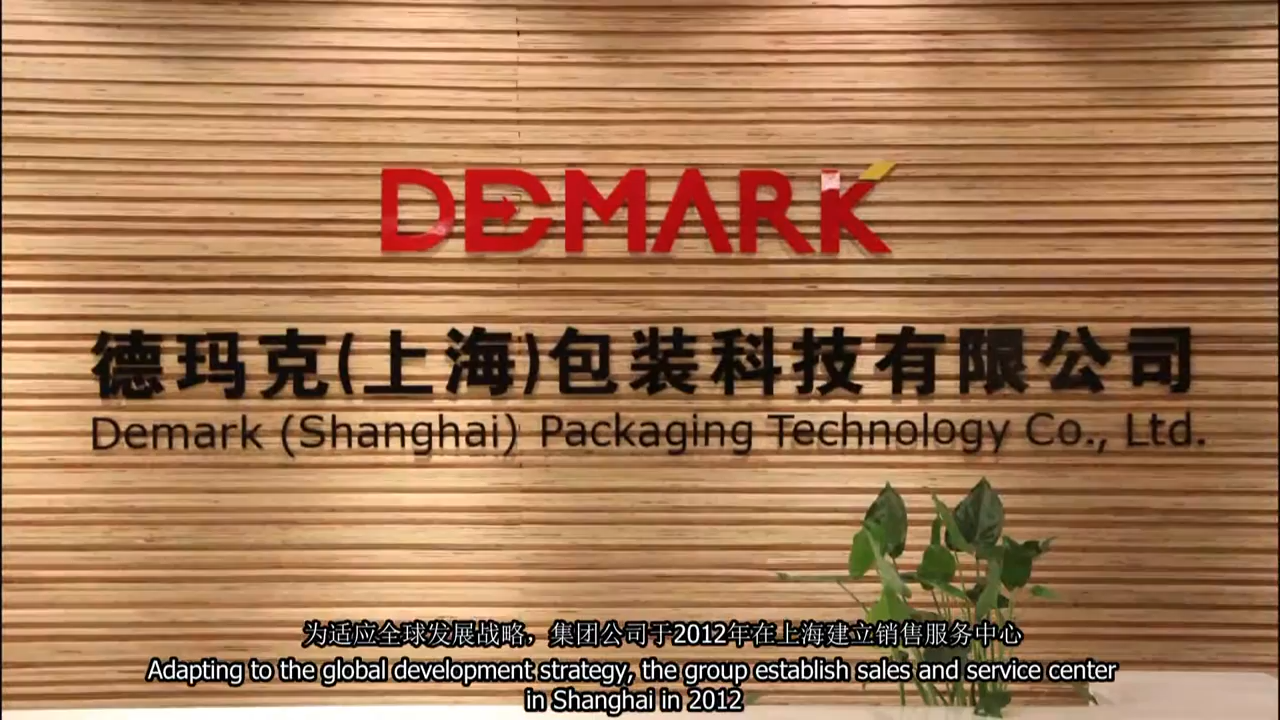 DEMARK
德玛克(上海)包装科技有限公司
Demark (Shanghai) Packaging Technology Co., Ltd.
为适应全球发展战略，集团公司于2012年在上海建立销售服务中心
Adapting to the global development strategy, the group establish sales and service center
in Shanghai in 2012